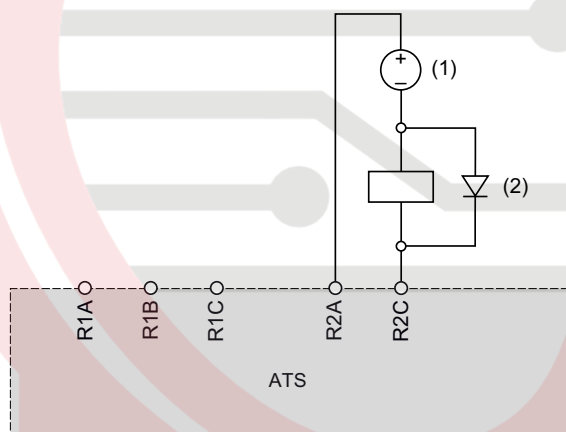 +
−
(1)
(2)
R1A
R1B
R1C
R2A
R2C
ATS